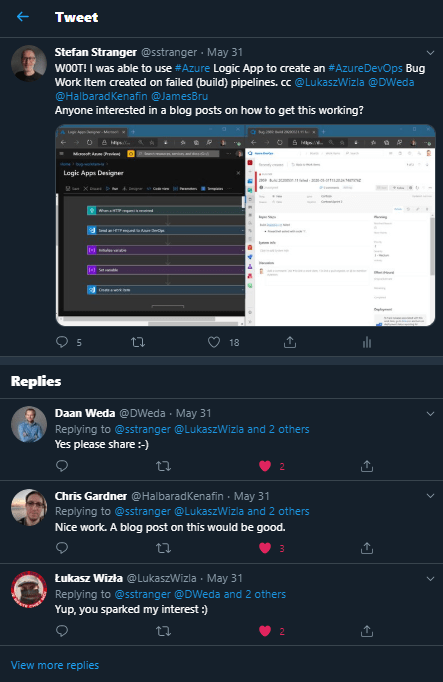 Tweet
Stefan Stranger @sstranger · May 31
W00T! I was able to use #Azure Logic App to create an #AzureDevOps Bug
Work Item created on failed (build) pipelines. cc @LukaszWizla @DWeda
@HalbaradKenafin @JamesBru
Anyone interested in a blog posts on how to get this working?
Microsoft Azure (Preview)
Logic Apps Designer
When a HTTP request is received
Send an HTTP request to Azure DevOps
Initialize variable
Set variable
Create a work item
5
18
Replies
Daan Weda @DWeda · May 31
Replying to @sstranger @LukaszWizla and 2 others
Yes please share :-)
2
Chris Gardner @HalbaradKenafin · May 31
Replying to @sstranger @LukaszWizla and 2 others
Nice work. A blog post on this would be good.
3
Łukasz Wizła @LukaszWizla · May 31
Replying to @sstranger @DWeda and 2 others
Yup, you sparked my interest :)
2
View more replies